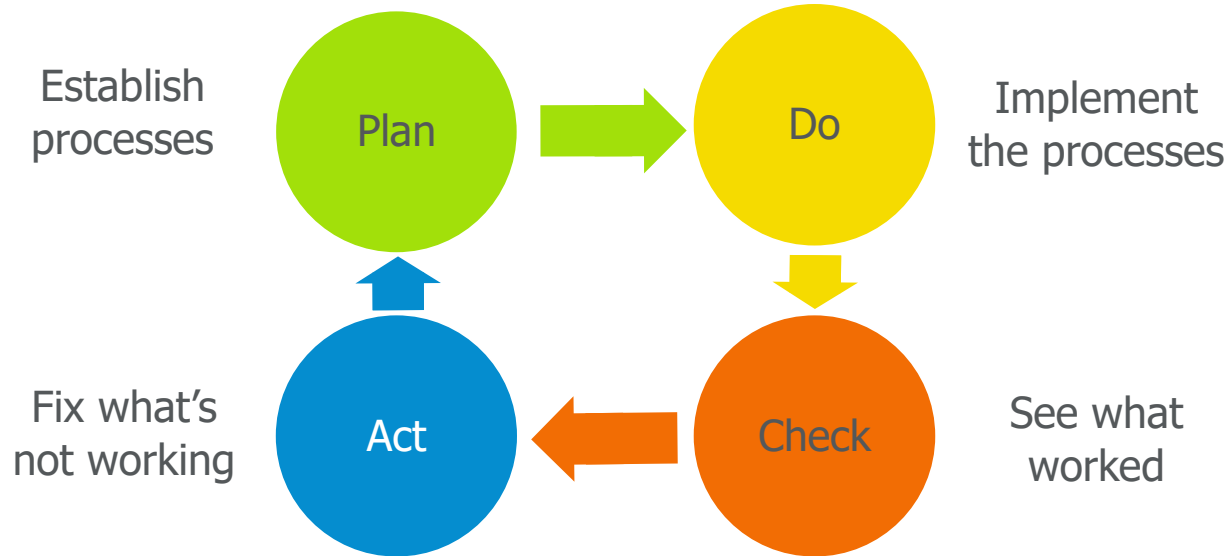 Establish
processes
Plan
Do
Implement
the processes
Fix what’s
not working
Act
Check
See what
worked